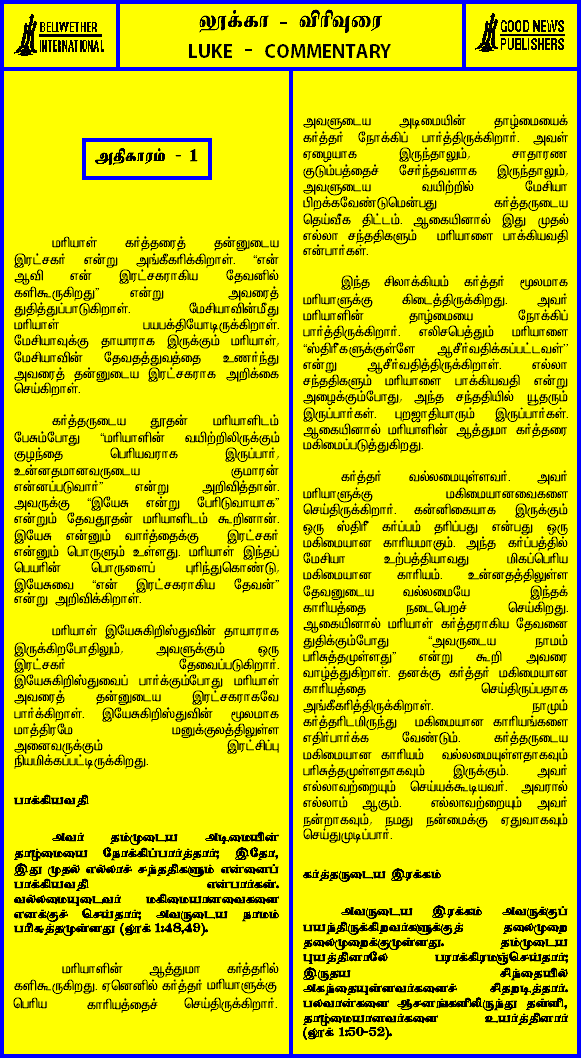 BELIWETHER
INTERNATIONAL
லூக்கா - விரிவுரை
LUKE - COMMENTARY
GOOD NEWS
PUBLISHERS
அதிகாரம் - 1
மரியாள் கர்த்தரைத் தன்னுடைய
இரட்சகர் என்று அங்கீகரிக்கிறாள். “என்
ஆவி என் இரட்சகராகிய தேவனில்
களிகூருகிறது” என்று அவரைத்
துதித்துப்பாடுகிறாள். மேசியாவின்மீது
மரியாள் பயபக்தியோடிருக்கிறாள்.
மேசியாவுக்கு தாயாராக இருக்கும் மரியாள்,
மேசியாவின் தேவதத்துவத்தை உணர்ந்து
அவரைத் தன்னுடைய இரட்சகராக அறிக்கை
செய்கிறாள்.
கர்த்தருடைய தூதன் மரியாளிடம்
பேசும்போது “மரியாளின் வயிற்றிலிருக்கும்
குழந்தை பெரியவராக இருப்பார்,
உன்னதமானவருடைய குமாரன்
என்னப்படுவார்” என்று அறிவித்தான்.
அவருக்கு “இயேசு என்று பேரிடுவாயாக”
என்றும் தேவதூதன் மரியாளிடம் கூறினான்.
இயேசு என்னும் வார்த்தைக்கு இரட்சகர்
என்னும் பொருளும் உள்ளது. மரியாள் இந்தப்
பெயரின் பொருளைப் புரிந்துகொண்டு,
இயேசுவை “என் இரட்சகராகிய தேவன்”
என்று அறிவிக்கிறாள்.
மரியாள் இயேசுகிறிஸ்துவின் தாயாராக
இருக்கிறபோதிலும், அவளுக்கும் ஒரு
இரட்சகர் தேவைப்படுகிறார்.
இயேசுகிறிஸ்துவைப் பார்க்கும்போது மரியாள்
அவரைத் தன்னுடைய இரட்சகராகவே
பார்க்கிறாள். இயேசுகிறிஸ்துவின் மூலமாக
மாத்திரமே மனுக்குலத்திலுள்ள
அனைவருக்கும் இரட்சிப்பு
நியமிக்கப்பட்டிருக்கிறது.
பாக்கியவதி
அவர் தம்முடைய அடிமையின்
தாழ்மையை நோக்கிப்பார்த்தார்; இதோ,
இது முதல் எல்லாச் சந்ததிகளும் என்னைப்
பாக்கியவதி என்பார்கள்.
வல்லமையுடையவர் மகிமையானவைகளை
எனக்குச் செய்தார்; அவருடைய நாமம்
பரிசுத்தமுள்ளது (லூக் 1:48,49).
மரியாளின் ஆத்துமா கர்த்தரில்
களிகூருகிறது. ஏனெனில் கர்த்தர் மரியாளுக்கு
பெரிய காரியத்தைச் செய்திருக்கிறார்.
அவளுடைய அடிமையின் தாழ்மையைக்
கர்த்தர் நோக்கிப் பார்த்திருக்கிறார். அவள்
ஏழையாக இருந்தாலும், சாதாரண
குடும்பத்தைச் சேர்ந்தவளாக இருந்தாலும்,
அவளுடைய வயிற்றில் மேசியா
பிறக்கவேண்டுமென்பது கர்த்தருடைய
தெய்வீக திட்டம். ஆகையினால் இது முதல்
எல்லா சந்ததிகளும் மரியாளை பாக்கியவதி
என்பார்கள்.
இந்த சிலாக்கியம் கர்த்தர் மூலமாக
மரியாளுக்கு கிடைத்திருக்கிறது. அவர்
மரியாளின் தாழ்மையை நோக்கிப்
பார்த்திருக்கிறார். எலிசபெத்தும் மரியாளை
“ஸ்திரீகளுக்குள்ளே ஆசீர்வதிக்கப்பட்டவள்”
என்று ஆசீர்வதித்திருக்கிறாள். எல்லா
சந்ததிகளும் மரியாளை பாக்கியவதி என்று
அழைக்கும்போது, அந்த சந்ததியில் யூதரும்
இருப்பார்கள். புறஜாதியாரும் இருப்பார்கள்.
ஆகையினால் மரியாளின் ஆத்துமா கர்த்தரை
மகிமைப்படுத்துகிறது.
கர்த்தர் வல்லமையுள்ளவர். அவர்
மரியாளுக்கு மகிமையானவைகளை
செய்திருக்கிறார். கன்னிகையாக இருக்கும்
ஒரு ஸ்திரீ கர்ப்பம் தரிப்பது என்பது ஒரு
மகிமையான காரியமாகும். அந்த கர்ப்பத்தில்
மேசியா உற்பத்தியாவது மிகப்பெரிய
மகிமையான காரியம். உன்னதத்திலுள்ள
தேவனுடைய வல்லமையே இந்தக்
காரியத்தை நடைபெறச் செய்கிறது.
ஆகையினால் மரியாள் கர்த்தராகிய தேவனை
துதிக்கும்போது “அவருடைய நாமம்
பரிசுத்தமுள்ளது” என்று கூறி அவரை
வாழ்த்துகிறாள். தனக்கு கர்த்தர் மகிமையான
காரியத்தை செய்திருப்பதாக
அங்கீகரித்திருக்கிறாள். நாமும்
கர்த்தரிடமிருந்து மகிமையான காரியங்களை
எதிர்பார்க்க வேண்டும். கர்த்தருடைய
மகிமையான காரியம் வல்லமையுள்ளதாகவும்
பரிசுத்தமுள்ளதாகவும் இருக்கும். அவர்
எல்லாவற்றையும் செய்யக்கூடியவர். அவரால்
எல்லாம் ஆகும். எல்லாவற்றையும் அவர்
நன்றாகவும், நமது நன்மைக்கு ஏதுவாகவும்
செய்துமுடிப்பார்.
கர்த்தருடைய இரக்கம்
அவருடைய இரக்கம் அவருக்குப்
பயந்திருக்கிறவர்களுக்குத் தலைமுறை
தலைமுறைக்குமுள்ளது. தம்முடைய
புயத்தினாலே பராக்கிரமஞ்செய்தார்;
இருதய சிந்தையில்
அகந்தையுள்ளவர்களைச் சிதறடித்தார்.
பலவான்களை ஆசனங்களிலிருந்து தள்ளி,
தாழ்மையானவர்களை உயர்த்தினார்
(லூக் 1:50-52).